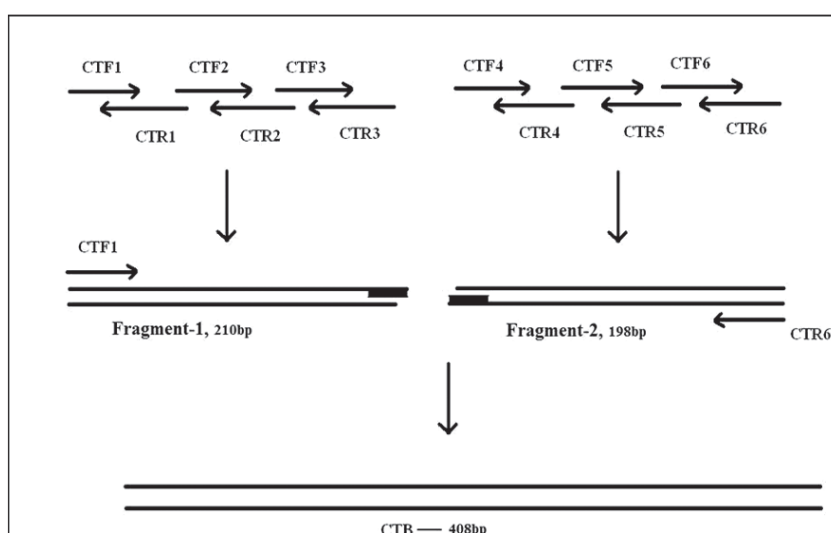 CTF1 CTF2 CTF3 CTF4 CTF5 CTF6
CTR1 CTR2 CTR3 CTR4 CTR5 CTR6
CTF1
Fragment-1, 210bp Fragment-2, 198bp
CTR6
CTB — 408bp